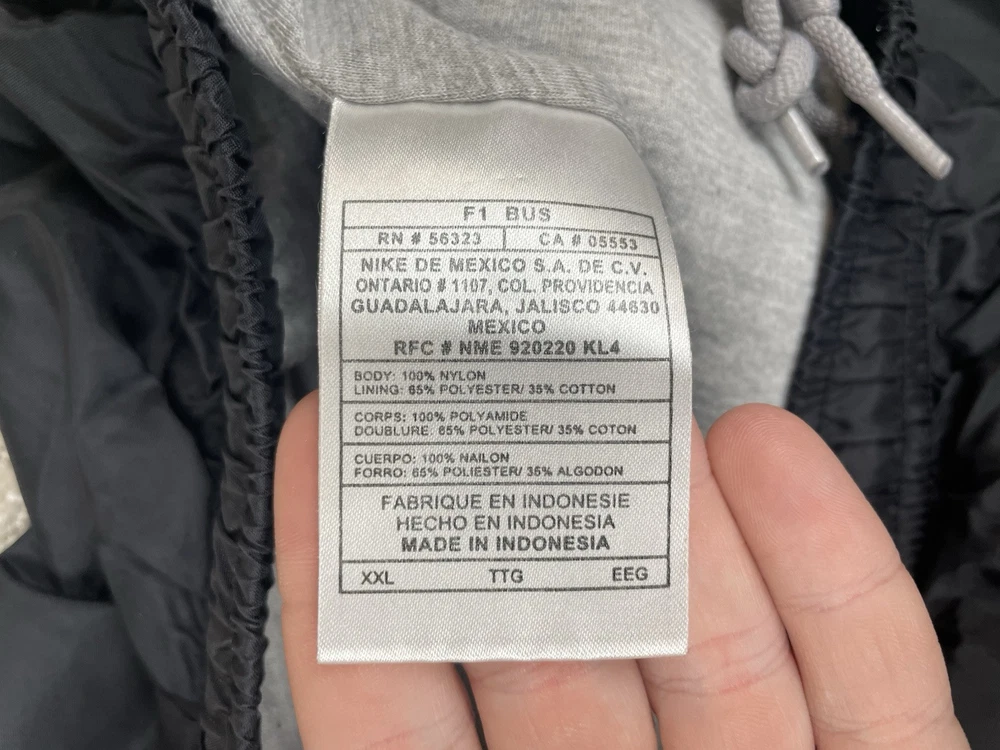 F1 BUS
RN # 56323 CA # 05553
NIKE DE MEXICO S.A. DE C.V.
ONTARIO # 1107, COL. PROVIDENCIA
GUADALAJARA, JALISCO 44630
MEXICO
RFC # NME 920220 KL4
BODY: 100% NYLON
LINING: 65% POLYESTER/ 35% COTTON
CORPS: 100% POLYAMIDE
DOUBLURE: 65% POLYESTER/ 35% COTON
CUERPO: 100% NAILON
FORRO: 65% POLIESTER/ 35% ALGODON
FABRIQUE EN INDONESIE
HECHO EN INDONESIA
MADE IN INDONESIA
XXL TTG EEG